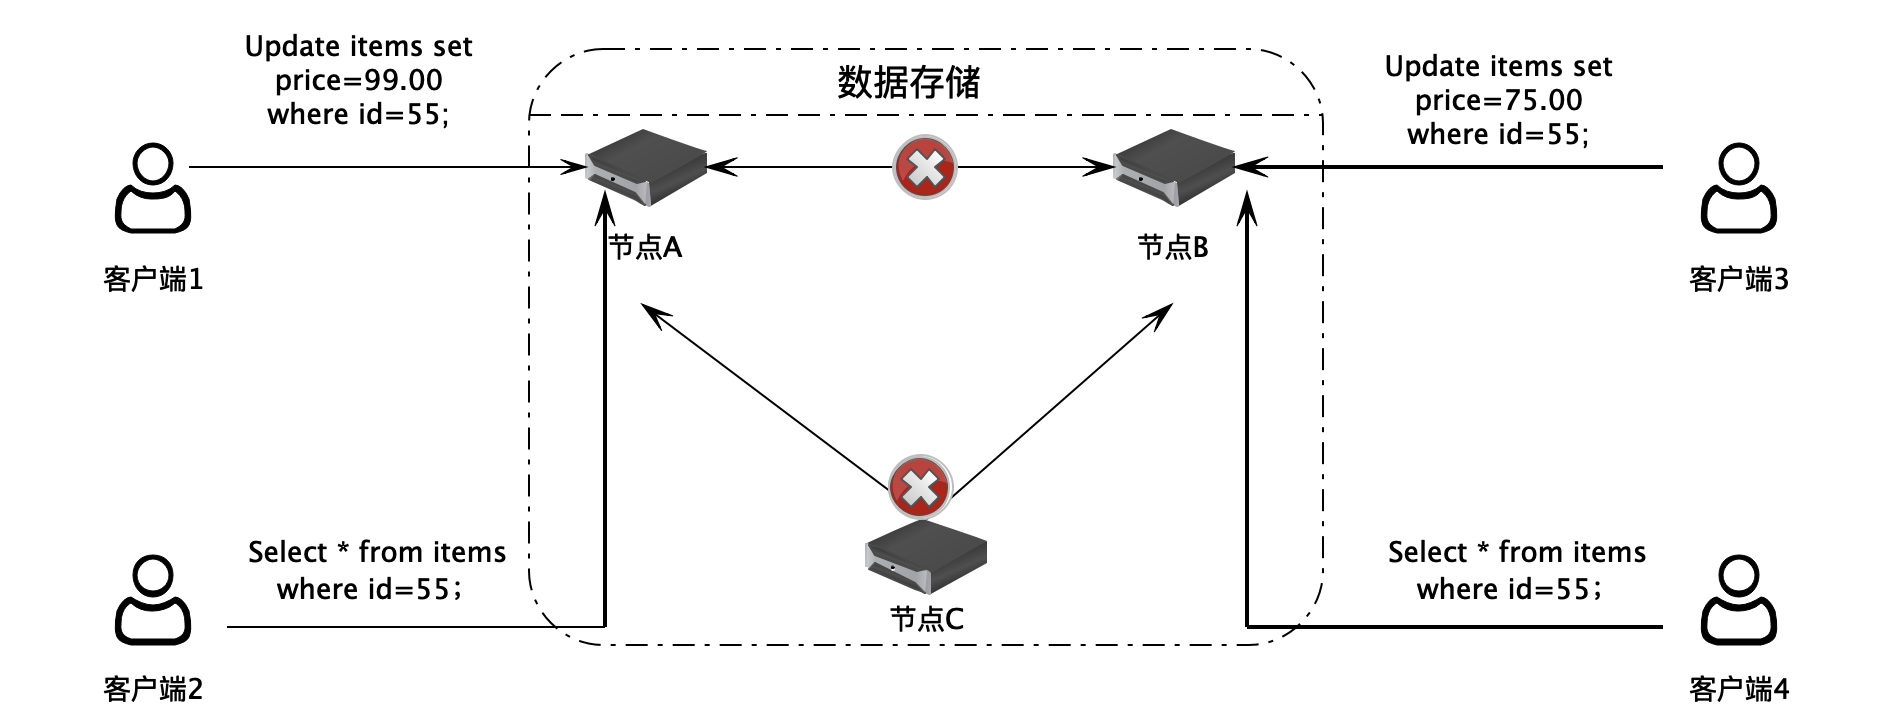 Update items set
price=99.00
where id=55;
数据存储
Update items set
price=75.00
where id=55;
节点A
节点B
客户端1
客户端3
Select * from items
where id=55；
Select * from items
where id=55；
节点C
客户端2
客户端4